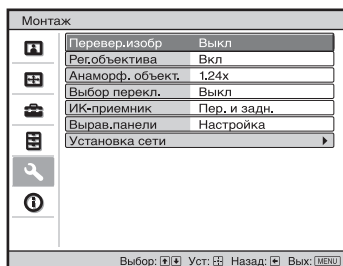 Монтаж
Перевер.изобр Выкл
Рег.объектива Вкл
Анаморф. объект. 1.24x
Выбор перекл. Выкл
ИК-приемник Пер. и задн.
Вырав.панели Настройка
Установка сети
Выбор: Уст: Назад: Вых: MENU